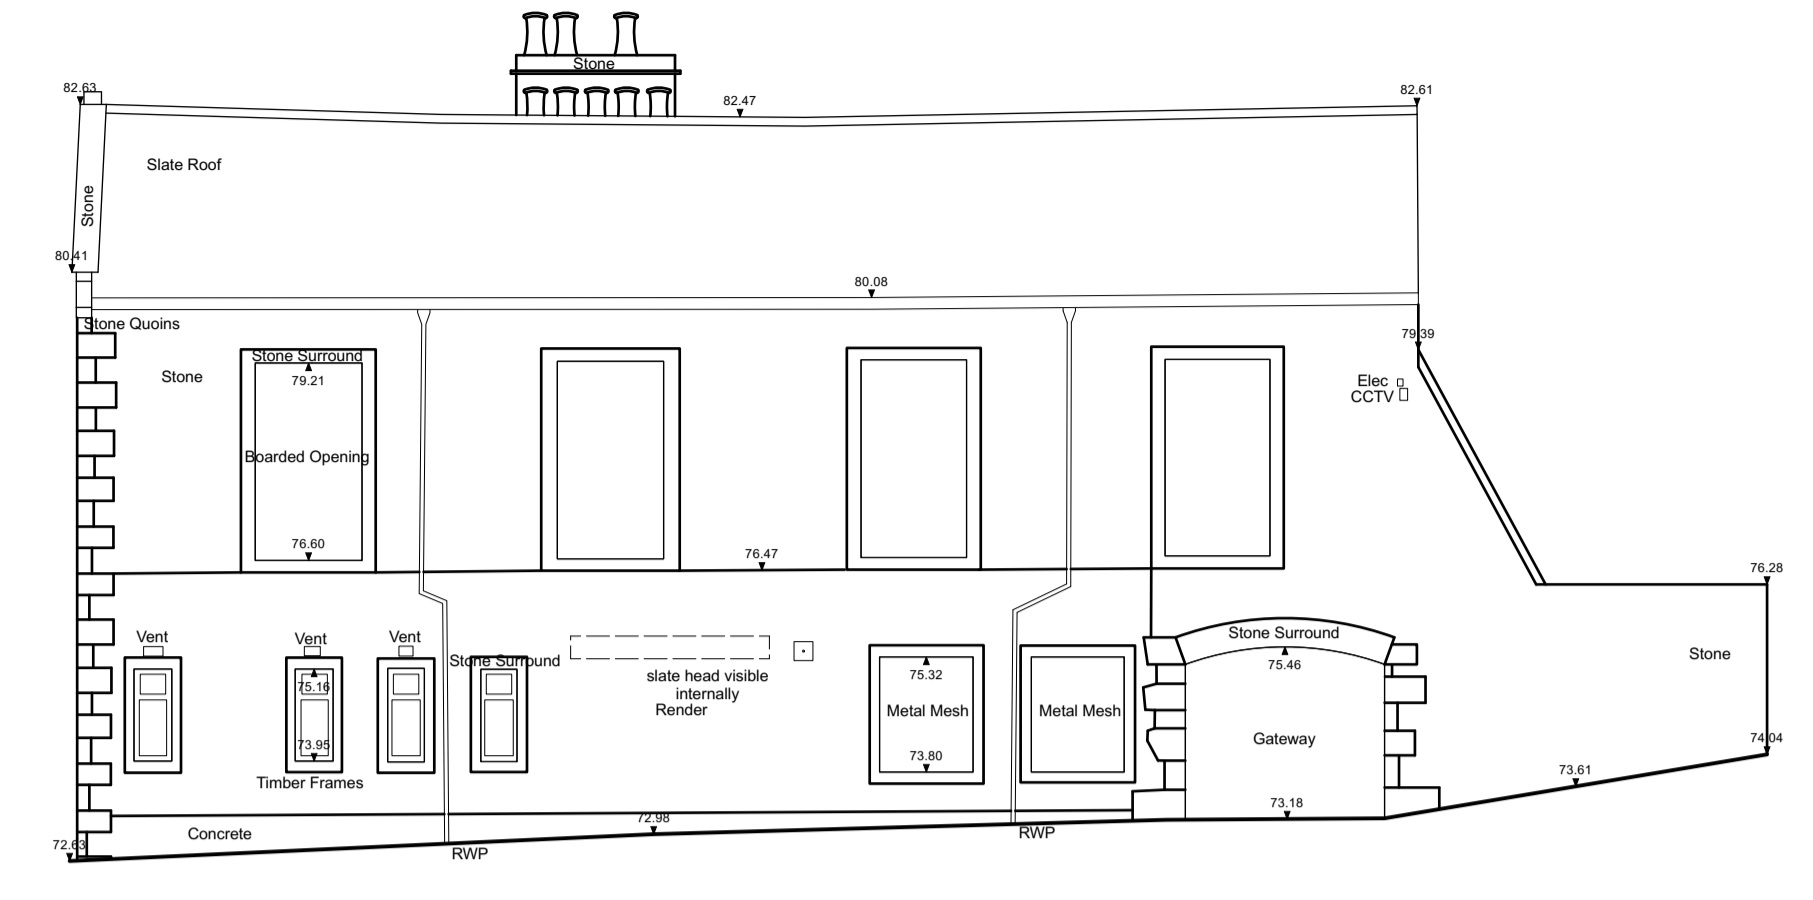 Stone
82.63
82.47
82.61
Slate Roof
Stone
80.41
80.08
Stone Quoins
79.39
Stone Surround
Stone
79.21
Elec
CCTV
Boarded Opening
76.60
76.47
76.28
Vent
Vent
Vent
Stone Surround
Stone Surround
75.46
Stone
slate head visible
internally
Render
75.16
75.32
Metal Mesh
Metal Mesh
Gateway
73.95
73.80
74.04
Timber Frames
73.61
73.18
72.98
Concrete
RWP
72.63
RWP